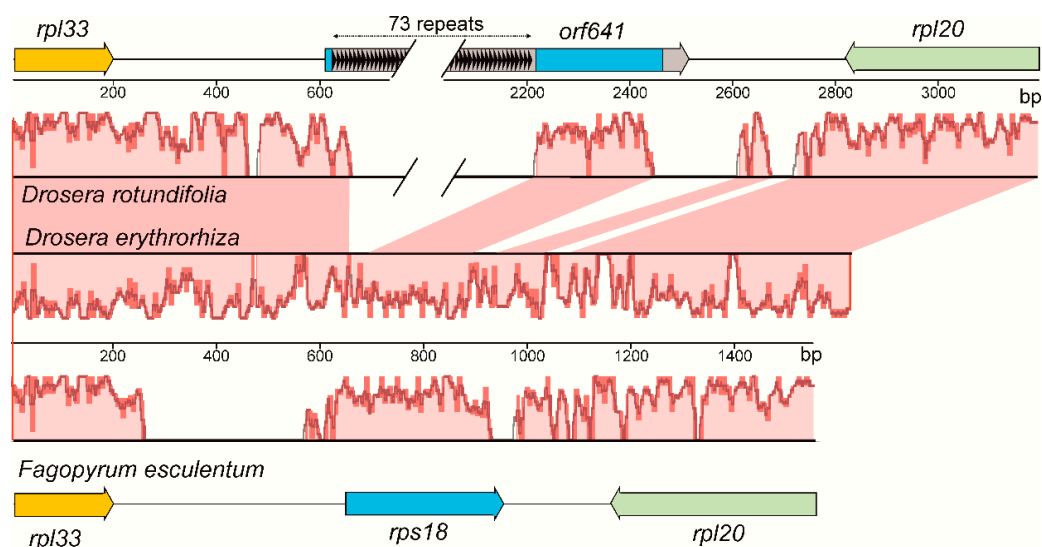 73 repeats
rpl33 orf641 rpl20
200 400 600 2200 2400 2600 2800 3000 bp
Drosera rotundifolia
Drosera erythrorhiza
200 400 600 800 1000 1200 1400 bp
Fagopyrum esculentum
rpl33 rps18 rpl20